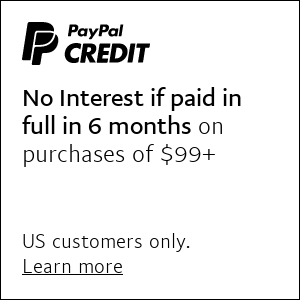 PayPal
CREDIT
No Interest if paid in
full in 6 months on
purchases of $99+
US customers only.
Learn more